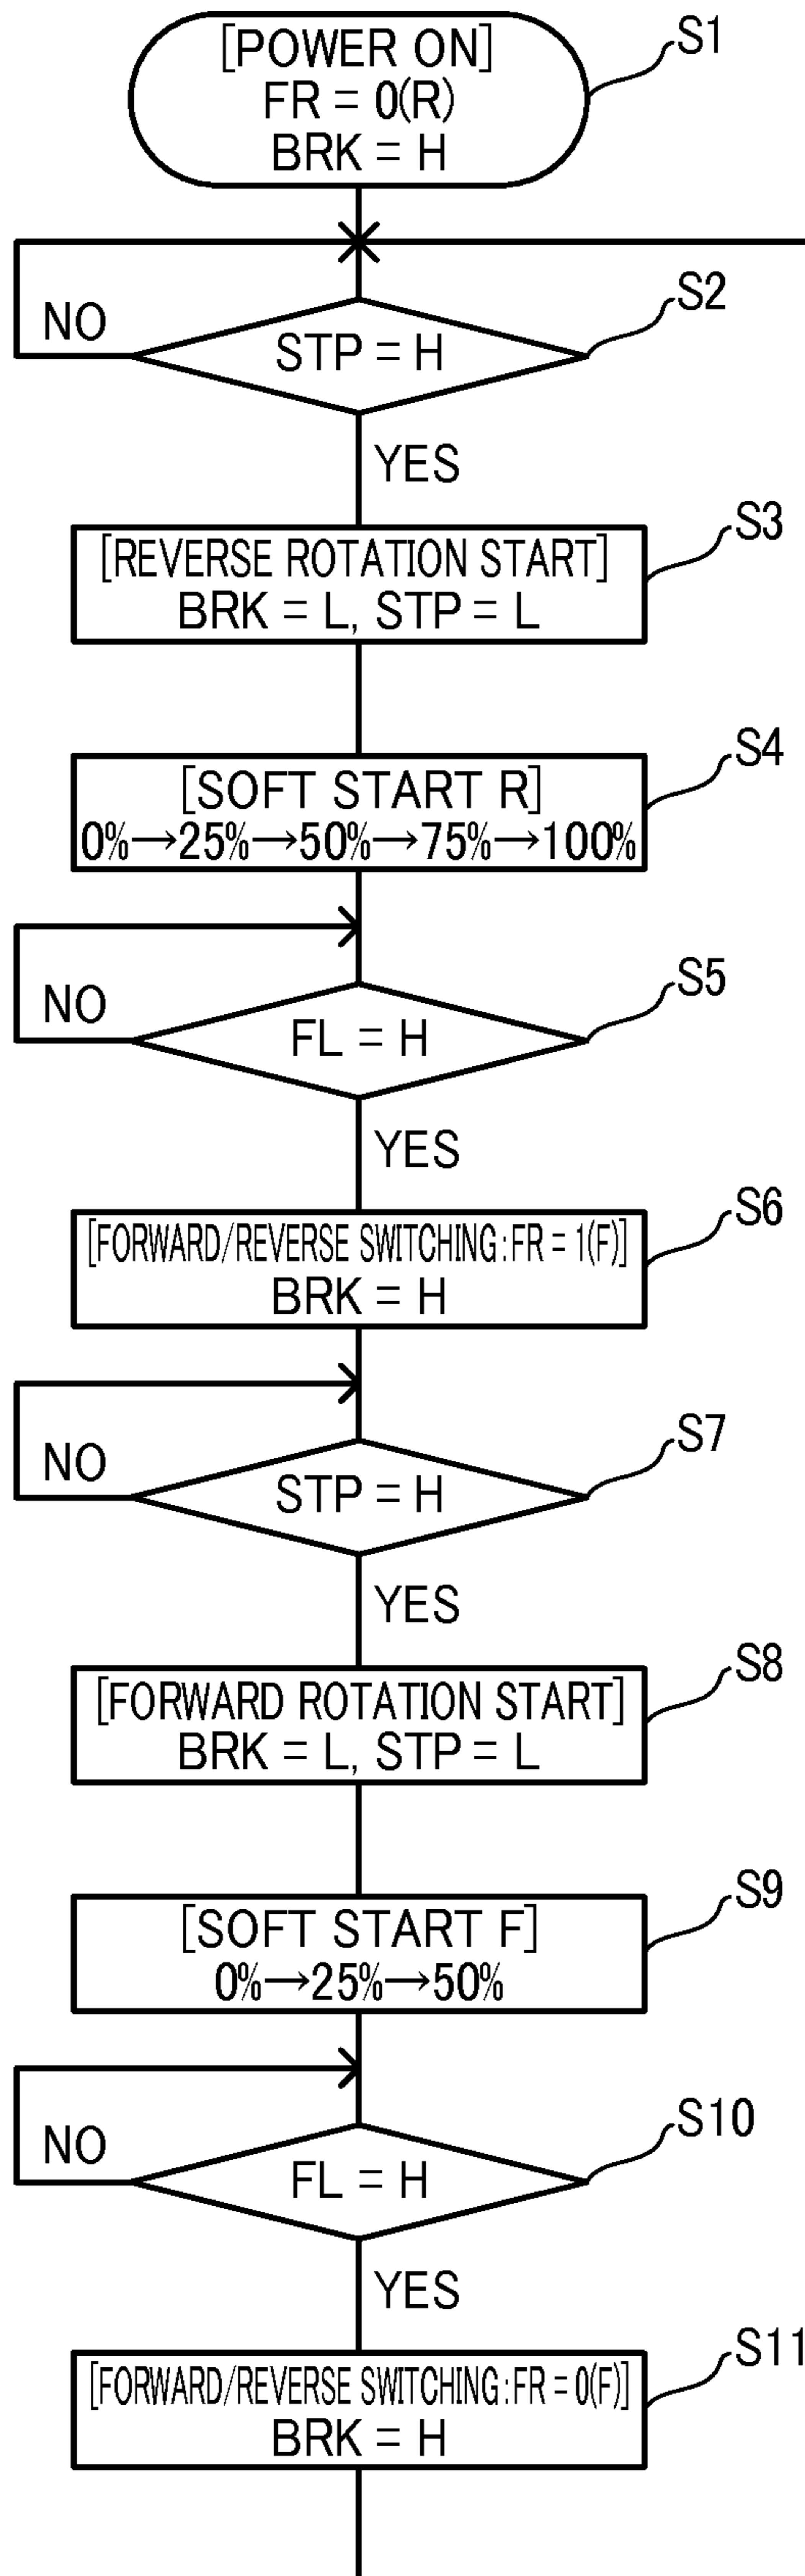 [POWER ON]
FR = 0(R)
BRK = H
S1
NO
STP = H
S2
YES
[REVERSE ROTATION START]
BRK = L, STP = L
S3
[SOFT START R]
0%→25%→50%→75%→100%
S4
NO
FL = H
S5
YES
[FORWARD/REVERSE SWITCHING:FR = 1(F)]
BRK = H
S6
NO
STP = H
S7
YES
[FORWARD ROTATION START]
BRK = L, STP = L
S8
[SOFT START F]
0%→25%→50%
S9
NO
FL = H
S10
YES
[FORWARD/REVERSE SWITCHING:FR = 0(F)]
BRK = H
S11